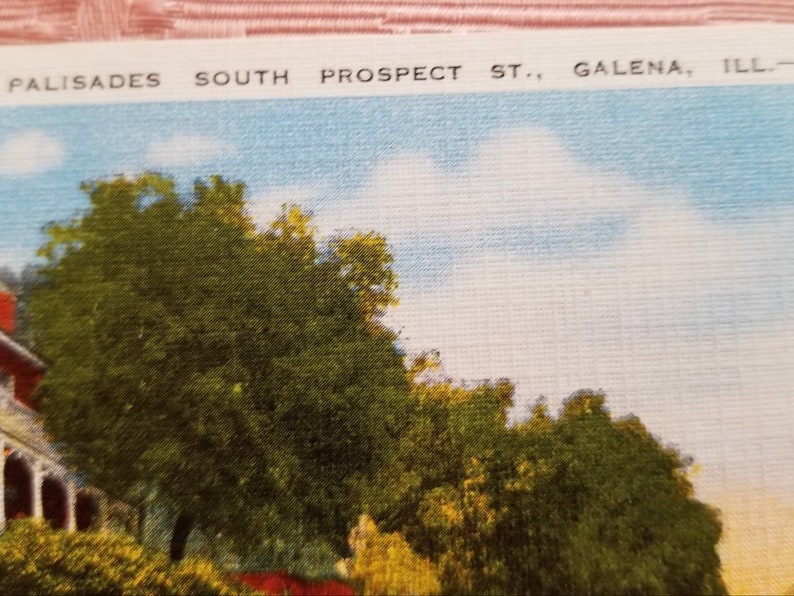 PALISADES SOUTH PROSPECT ST., GALENA, ILL.—